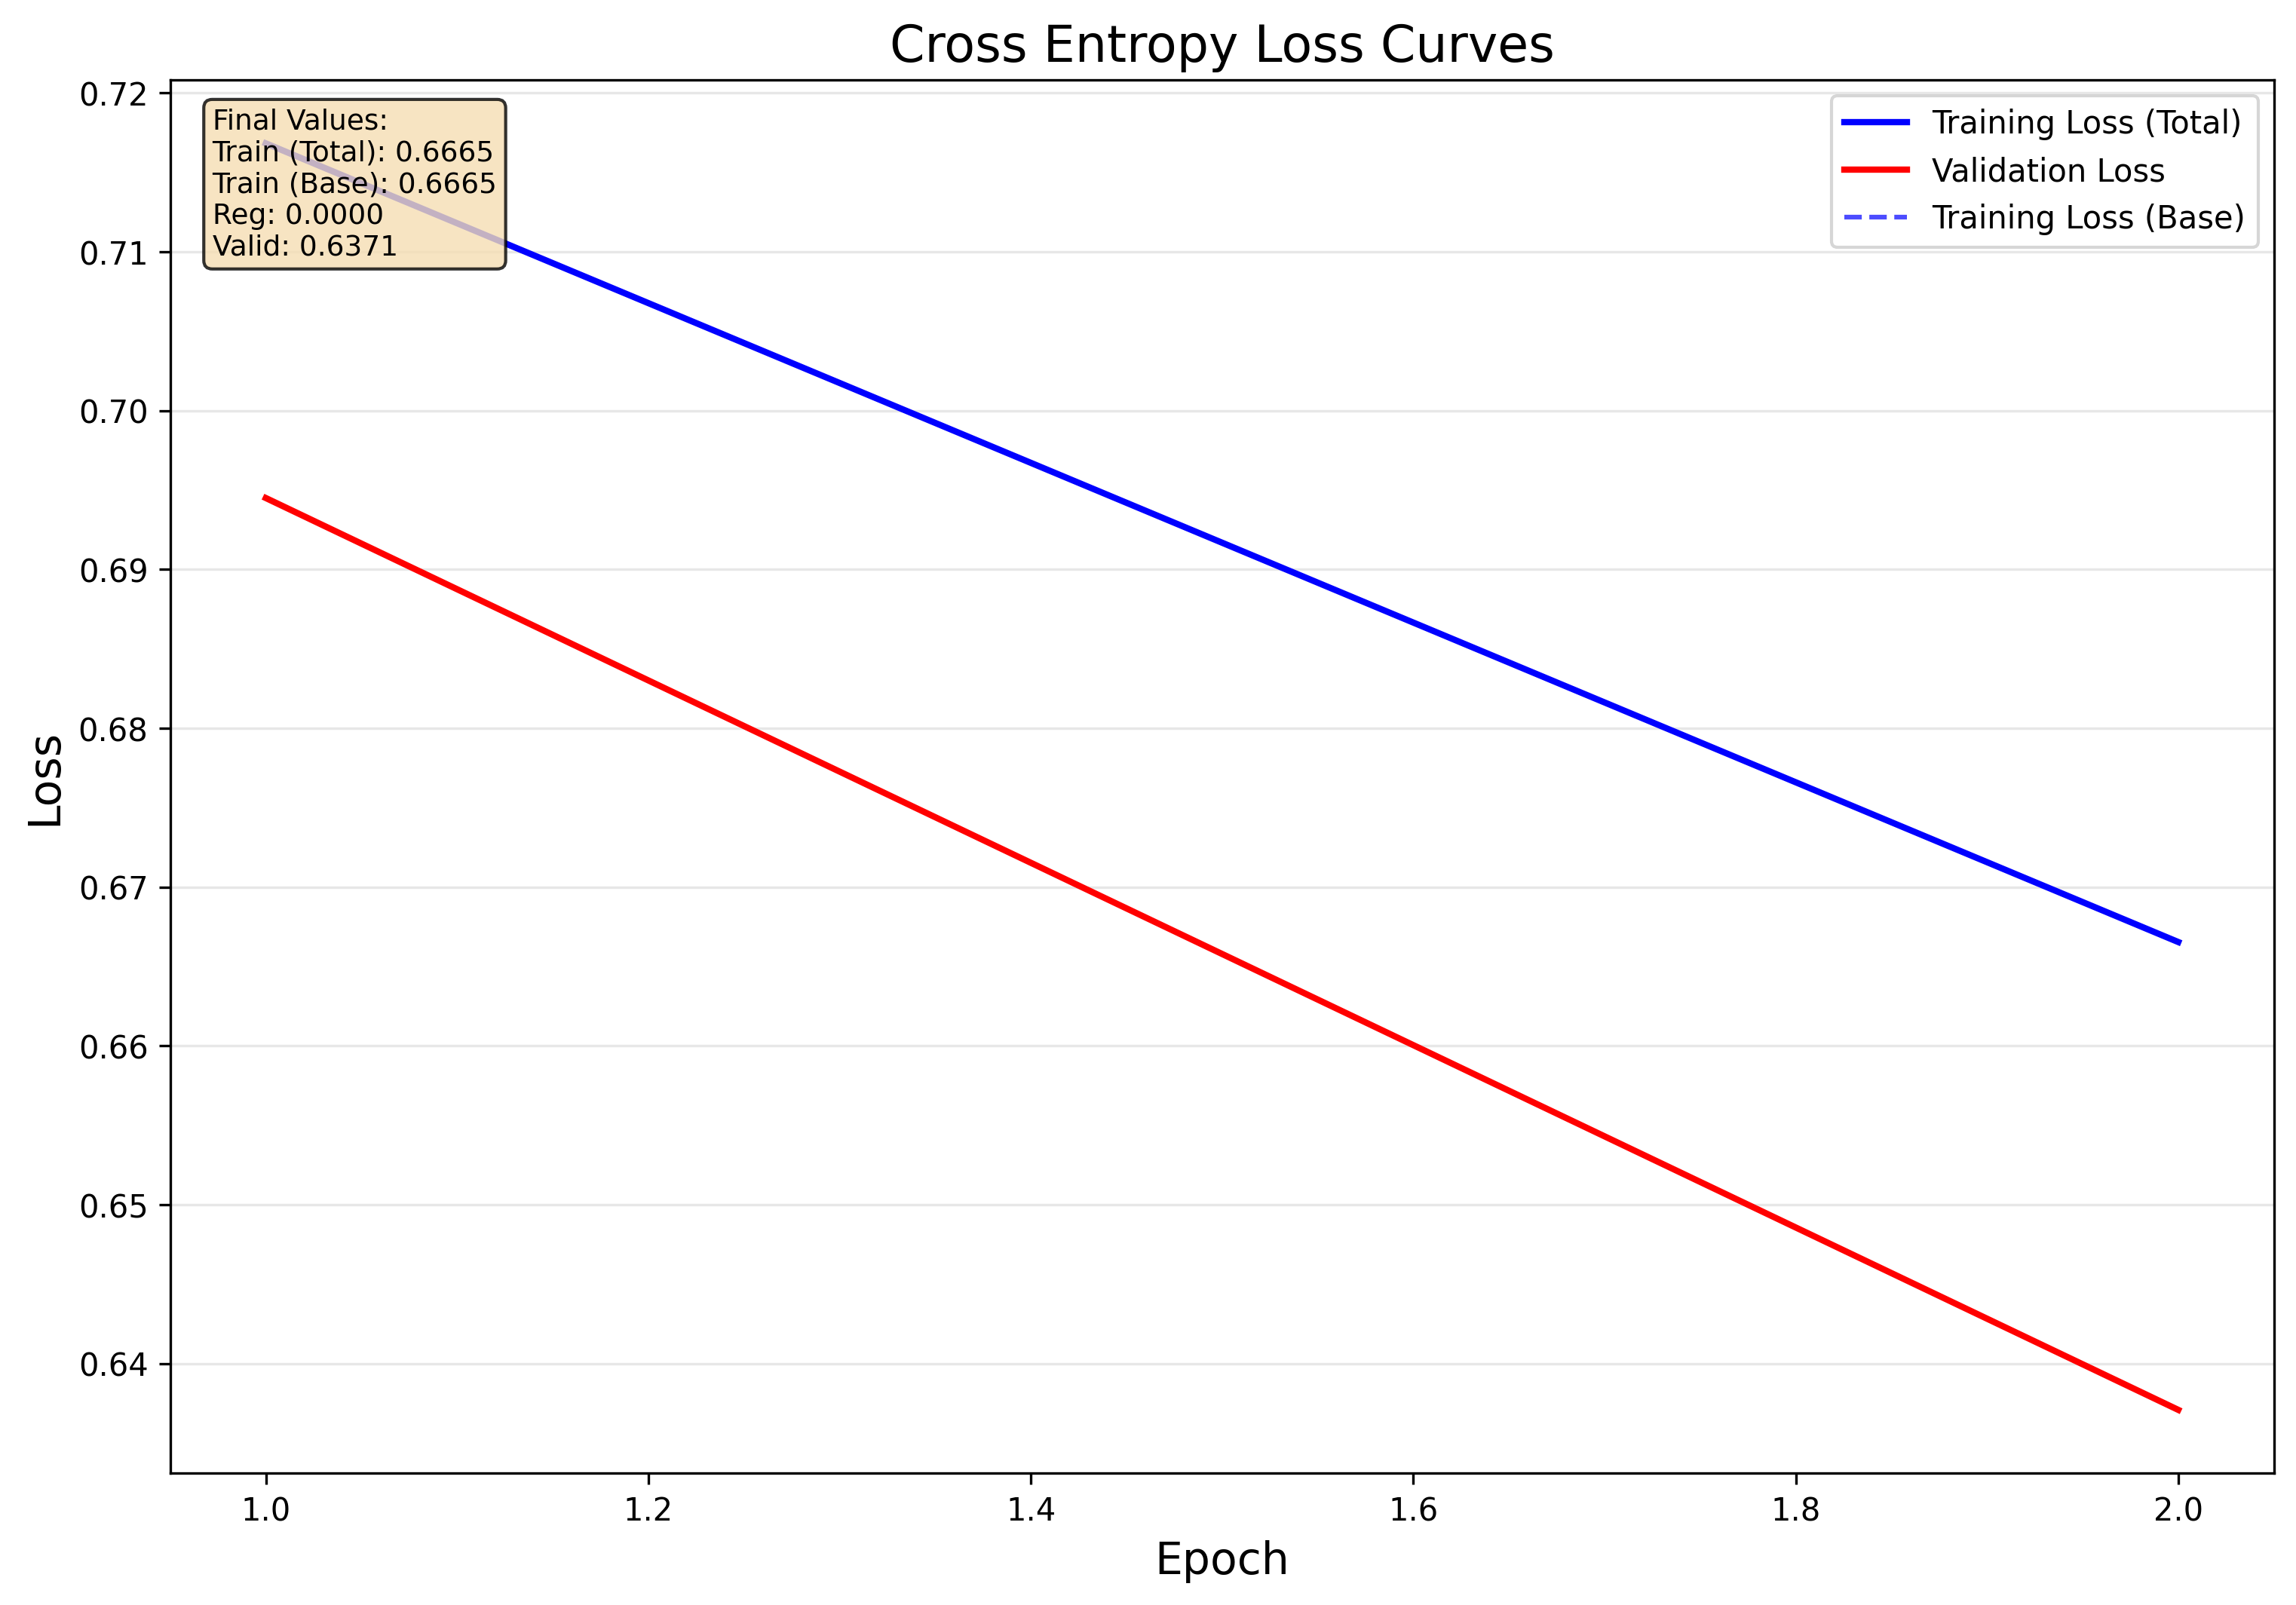 Cross Entropy Loss Curves
Final Values:
Train (Total): 0.6665
Train (Base): 0.6665
Reg: 0.0000
Valid: 0.6371
Training Loss (Total)
Validation Loss
Training Loss (Base)
0.72
0.71
0.70
0.69
0.68
0.67
0.66
0.65
0.64
Loss
1.0 1.2 1.4 1.6 1.8 2.0
Epoch